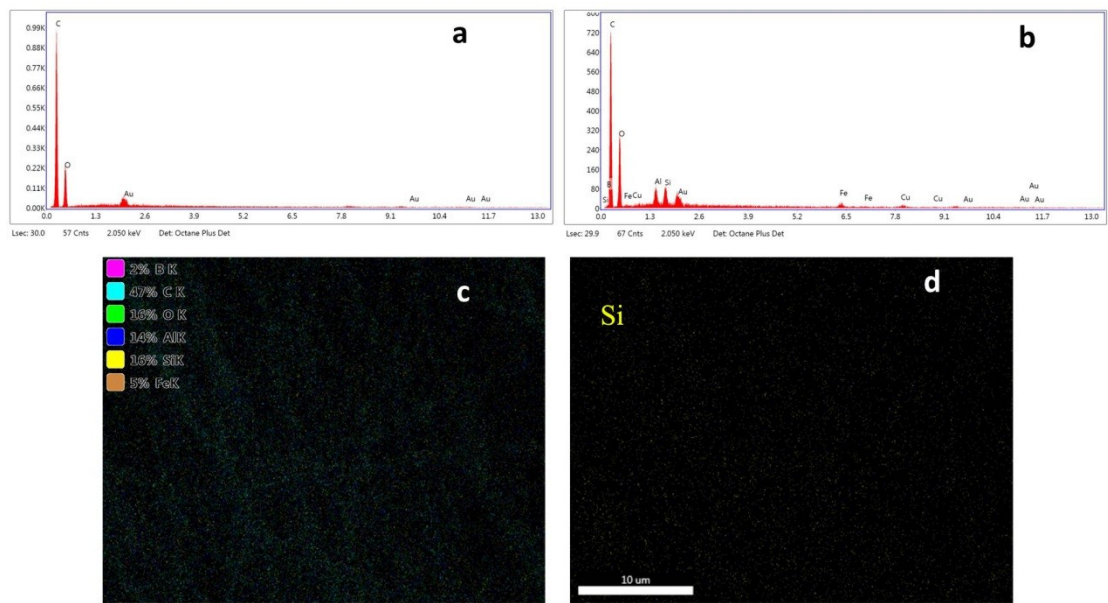 a
0.99K
0.88K
0.77K
0.66K
0.55K
0.44K
0.33K
0.22K
0.11K
0.00K
C
O
Au
Au
Au
Au
0.0 1.3 2.6 3.9 5.2 6.5 7.8 9.1 10.4 11.7 13.0
Lsec: 30.0 57 Cnts 2.050 keV Det: Octane Plus Det
b
800
720
640
560
480
400
320
240
160
80
0
C
O
B
Si
Fe
Cu
Al
Si
Au
Fe
Fe
Cu
Cu
Au
Au
Au
Au
0.0 1.3 2.6 3.9 5.2 6.5 7.8 9.1 10.4 11.7 13.0
Lsec: 29.9 67 Cnts 2.050 keV Det: Octane Plus Det
c
2% B K
47% C K
16% O K
14% AlK
16% SiK
5% FeK
d
Si
10 um